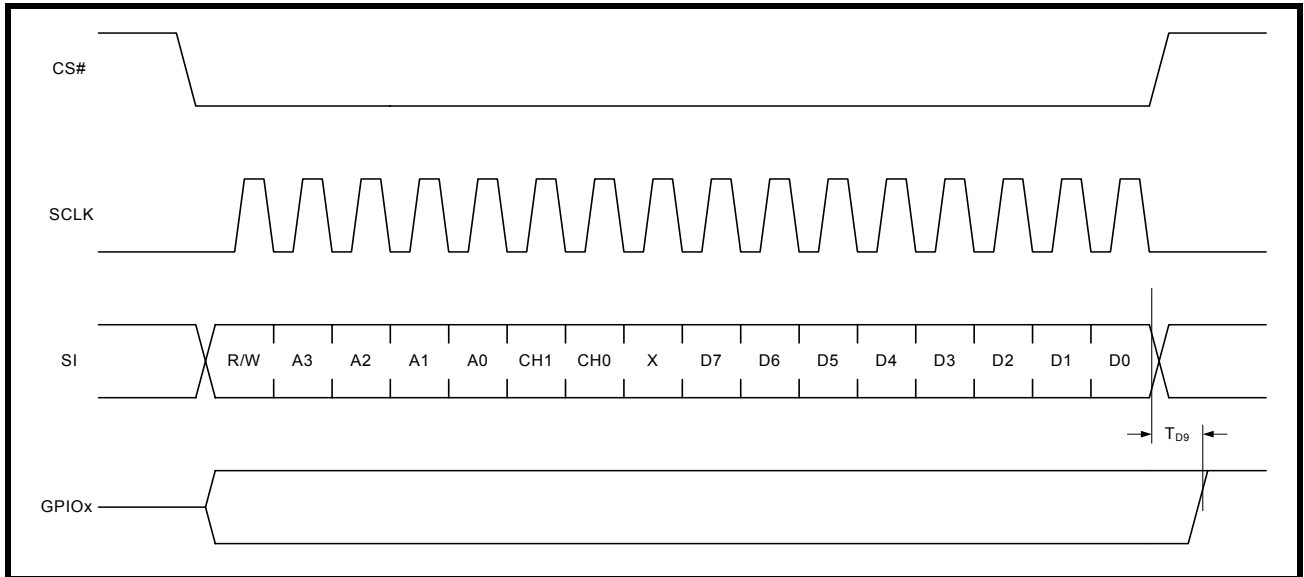 CS#
SCLK
SI R/W A3 A2 A1 A0 CH1 CH0 X D7 D6 D5 D4 D3 D2 D1 D0
TD9
GPIOx